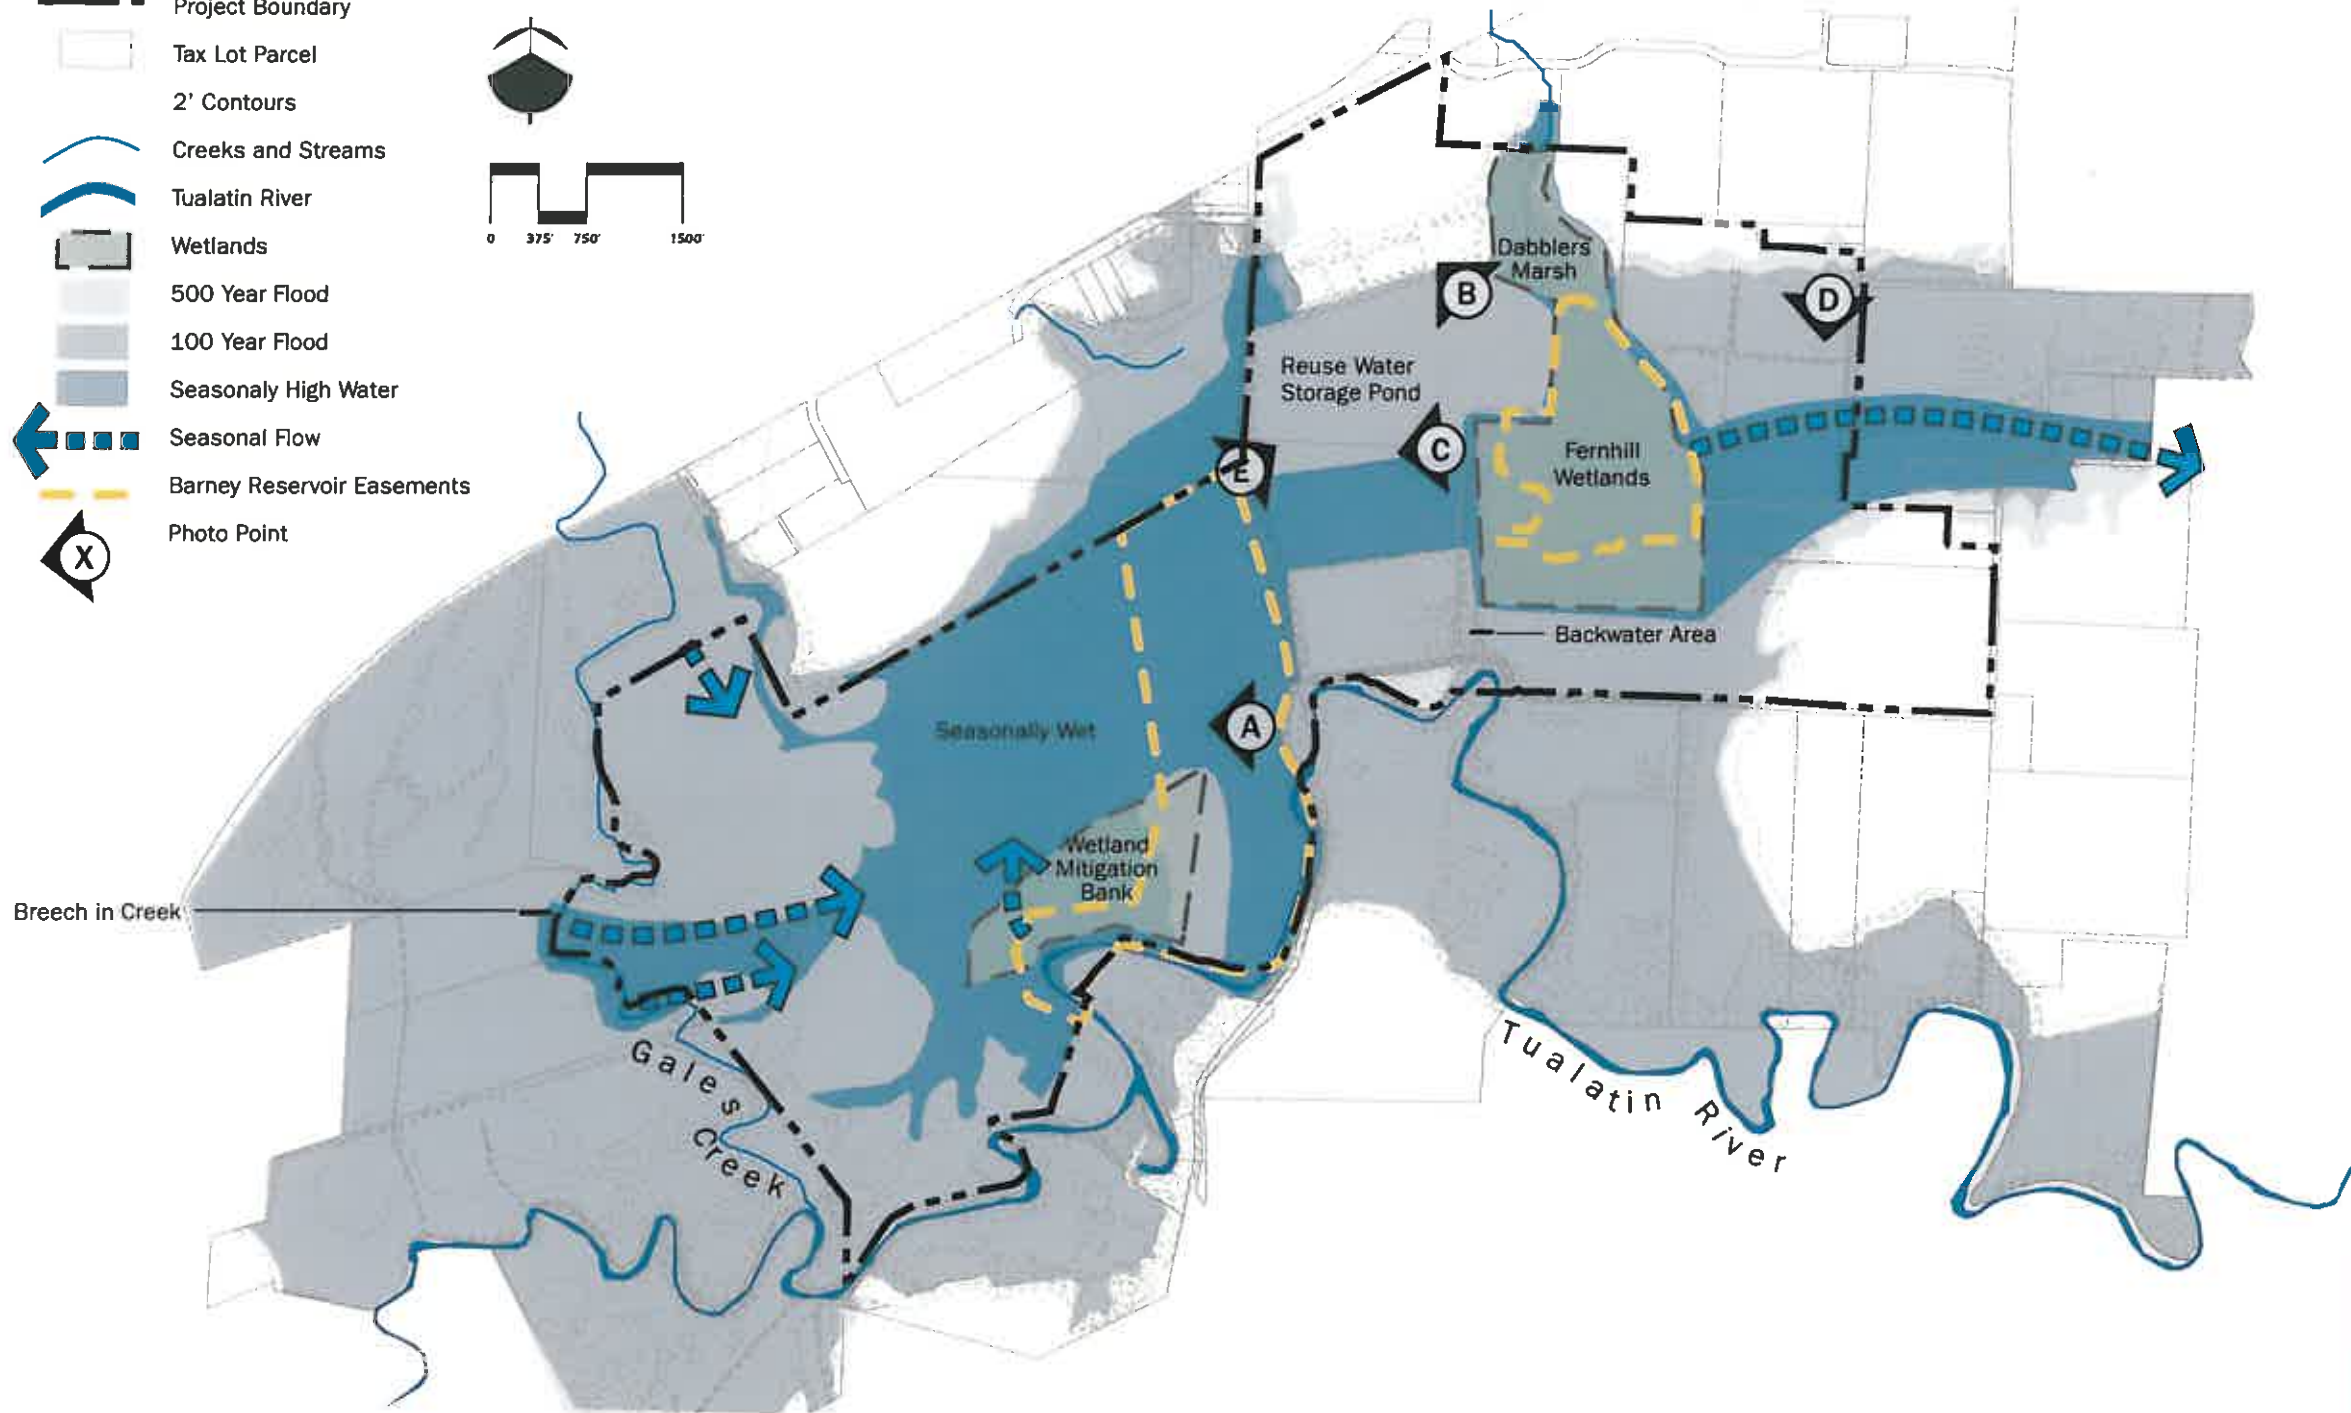 Project Boundary
Tax Lot Parcel
2' Contours
Creeks and Streams
Tualatin River
Wetlands
500 Year Flood
100 Year Flood
Seasonaly High Water
Seasonal Flow
Barney Reservoir Easements
X
Photo Point
0 375' 750' 1500'
Dabblers
Marsh
B
D
Reuse Water
Storage Pond
C
E
Fernhill
Wetlands
Backwater Area
Seasonally Wet
A
Wetland
Mitigation
Bank
Breech in Creek
Gales Creek
Tualatin River